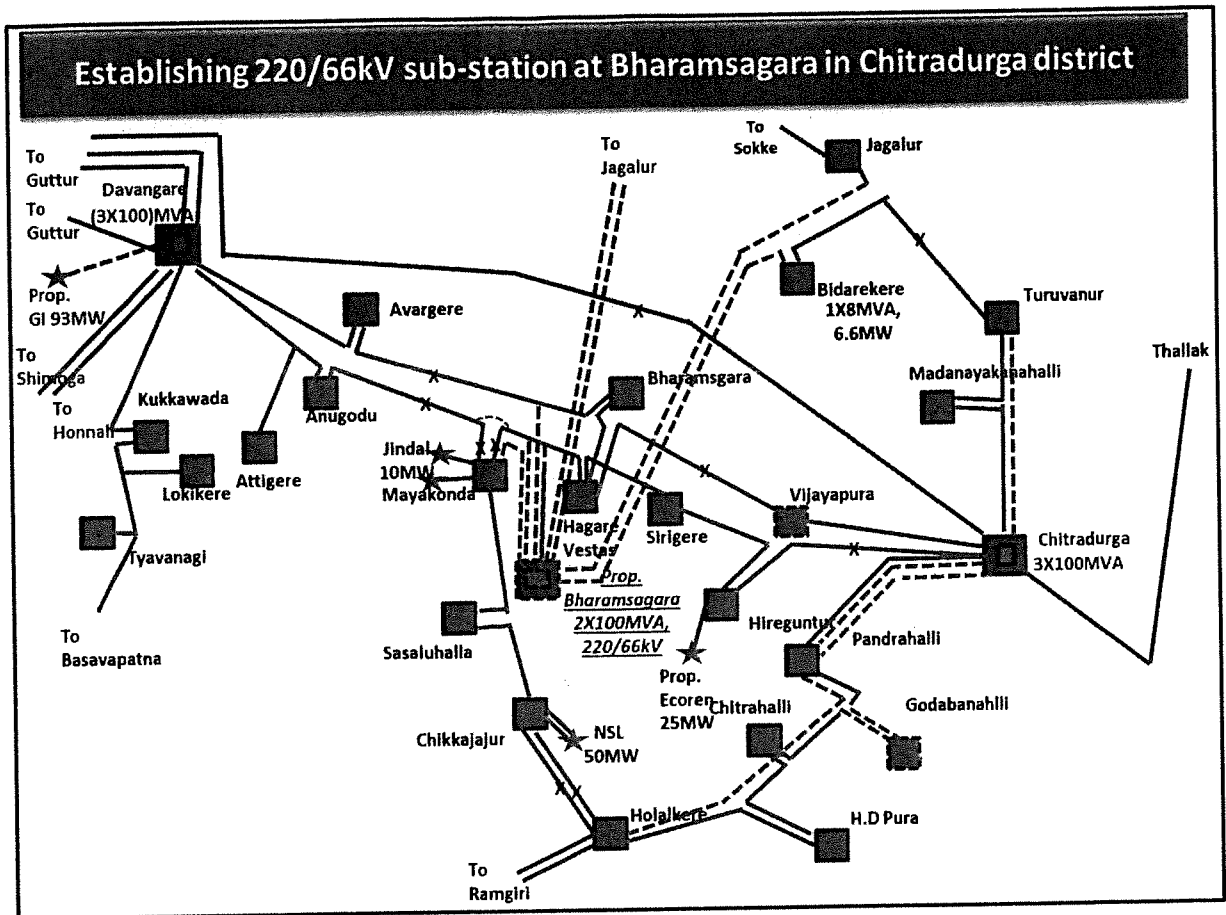 Establishing 220/66kV sub-station at Bharamsagara in Chitradurga district
To
Guttur
Davangare
(3X100)MVA
To
Guttur
Prop.
GI 93MW
To
Shimoga
To
Honnali
Kukkawada
Lokikere
Tyavanagi
To
Basavapatna
Attigere
Anugodu
Avargere
To
Jagalur
To
Sokke
Jagalur
Bidarekere
1X8MVA,
6.6MW
Turuvanur
Thallak
Madanayakanahalli
Bharamsgara
Jindal
10MW
Mayakonda
Hagare
Vestas
Sirigere
Vijayapura
Chitradurga
3X100MVA
Prop.
Bharamsagara
2X100MVA,
220/66kV
Sasaluhalla
Hireguntur
Pandrahalli
Prop.
Ecoren
25MW
Chitrahalli
Godabanahlli
Chikkajajur
NSL
50MW
Holalkere
H.D Pura
To
Ramgiri
X
X
X
X
X
X
X
X
X
X